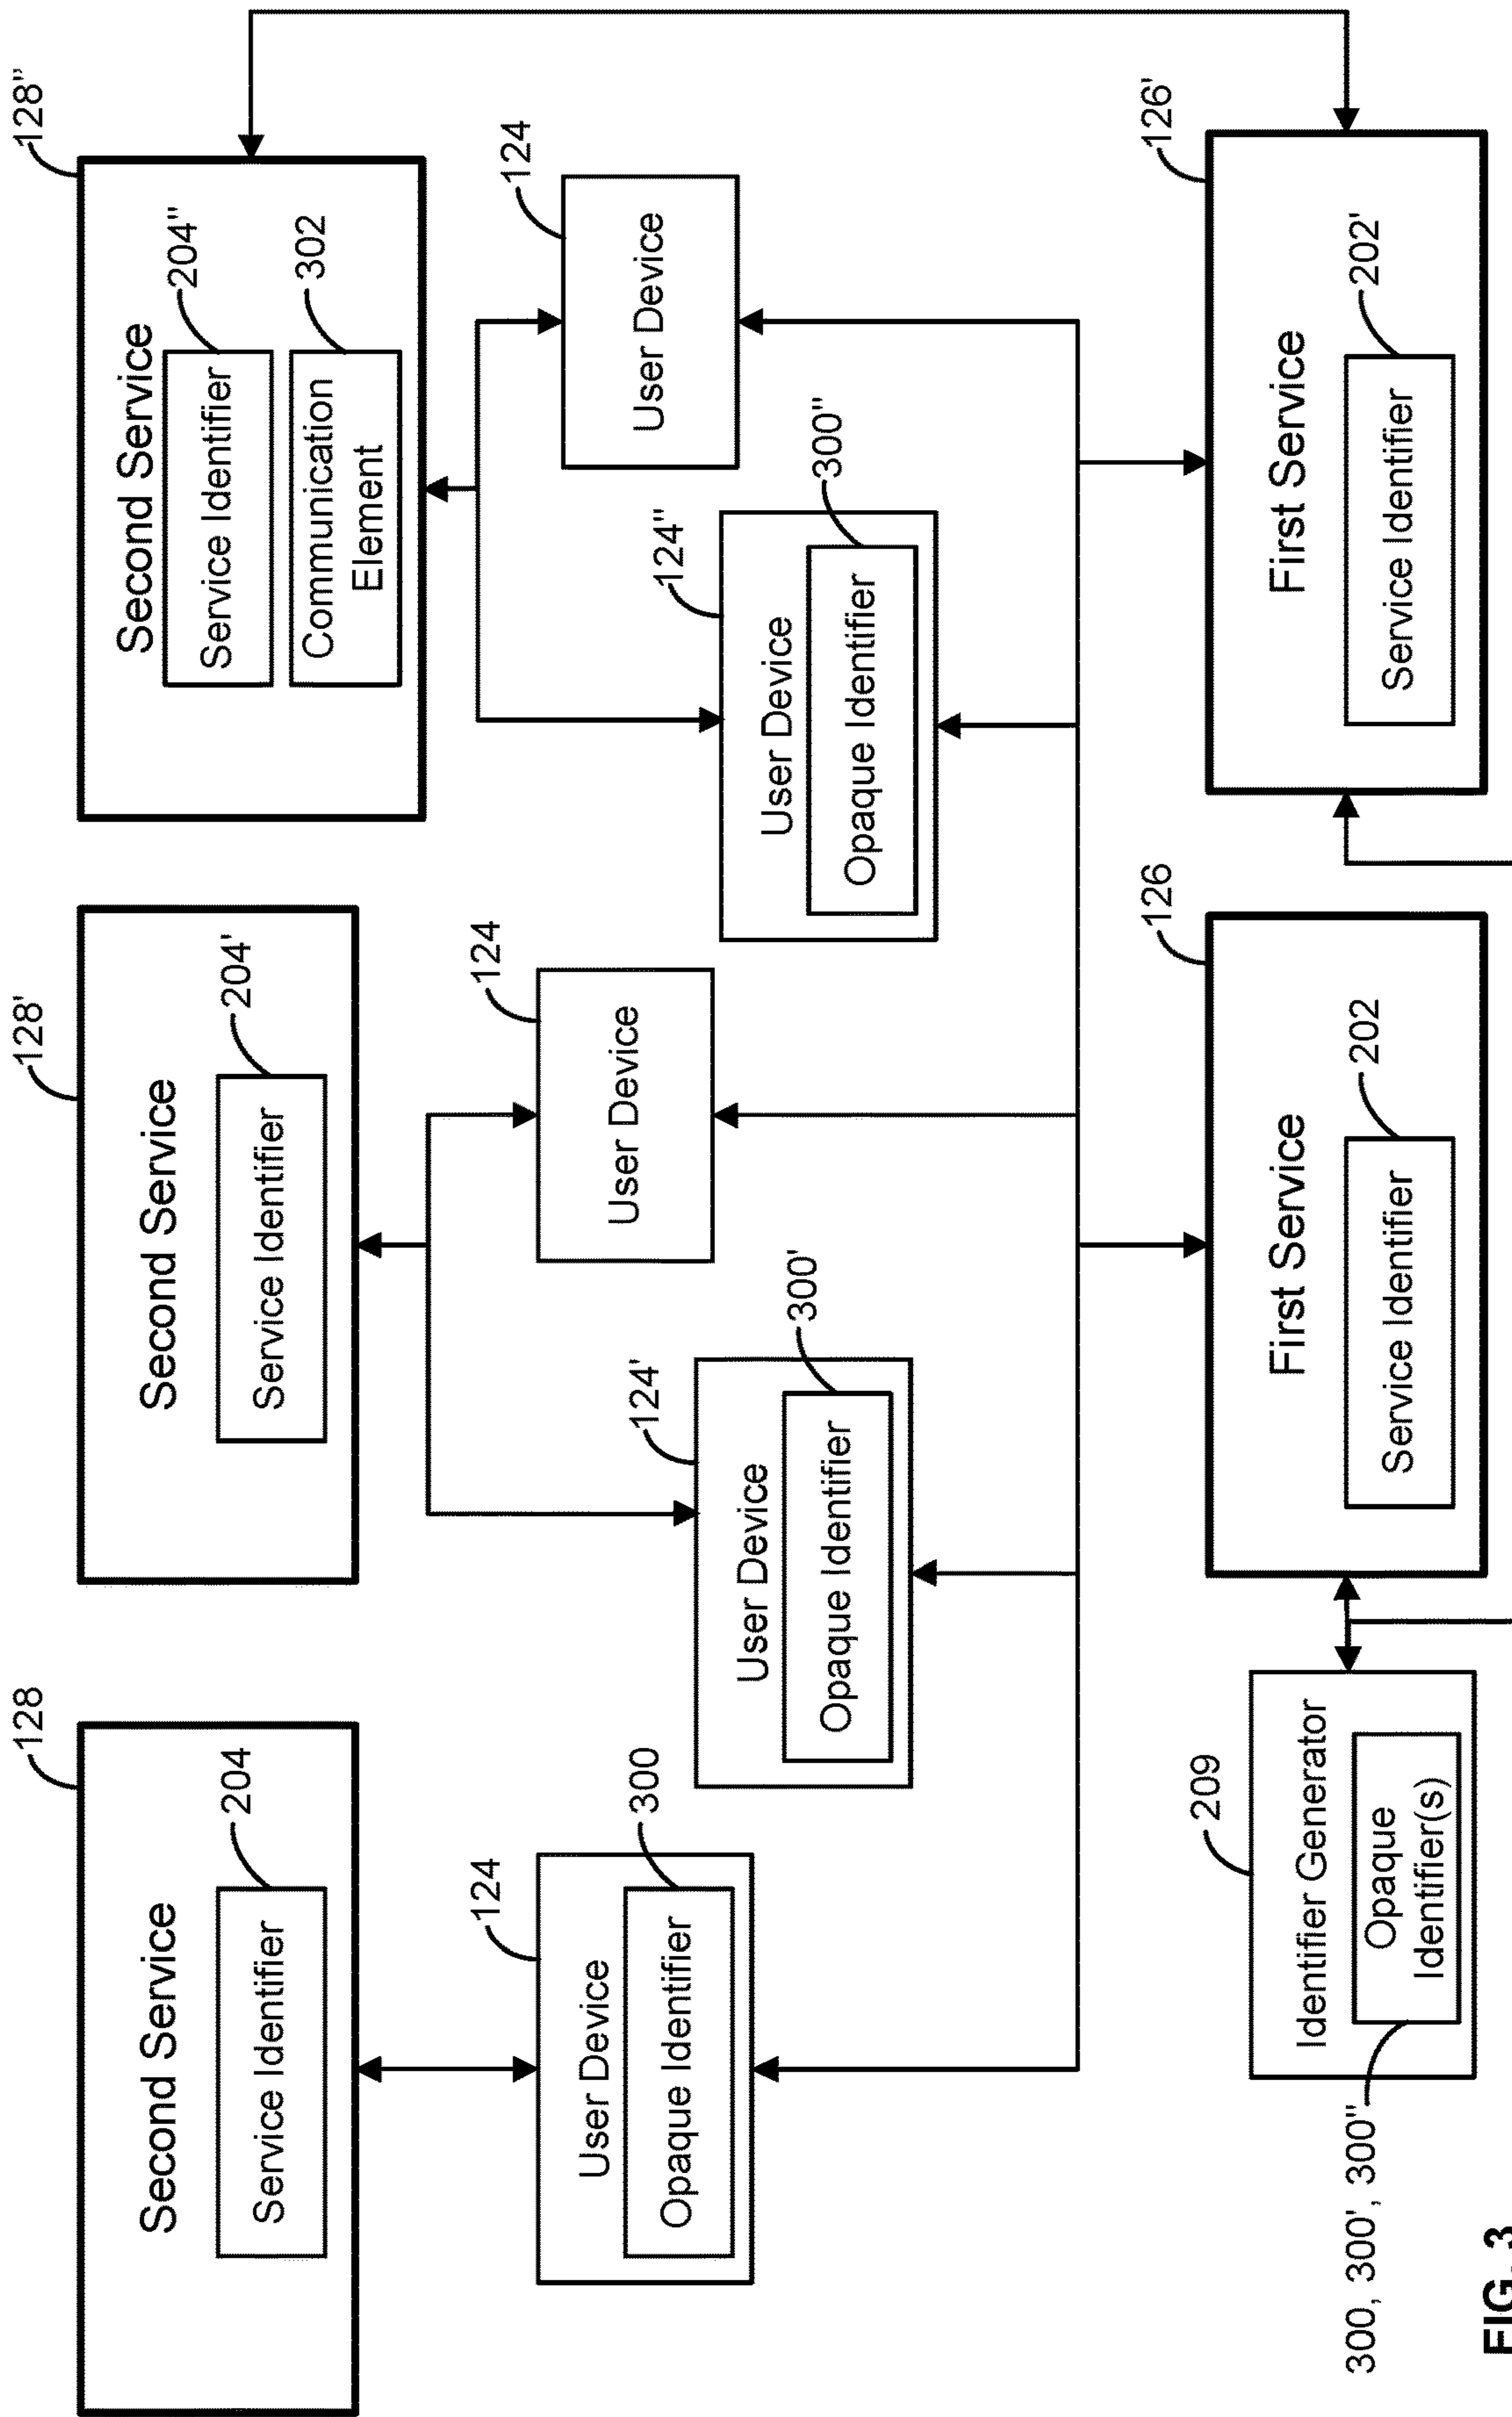 128
Second Service
204
Service Identifier
128'
Second Service
204'
Service Identifier
128"
Second Service
204"
Service Identifier
302
Communication
Element
124
User Device
300
Opaque Identifier
124'
User Device
300'
Opaque Identifier
124
User Device
124"
User Device
300"
Opaque Identifier
124
User Device
209
Identifier Generator
Opaque
Identifier(s)
300, 300', 300"
126
First Service
202
Service Identifier
126'
First Service
202'
Service Identifier
FIG. 3